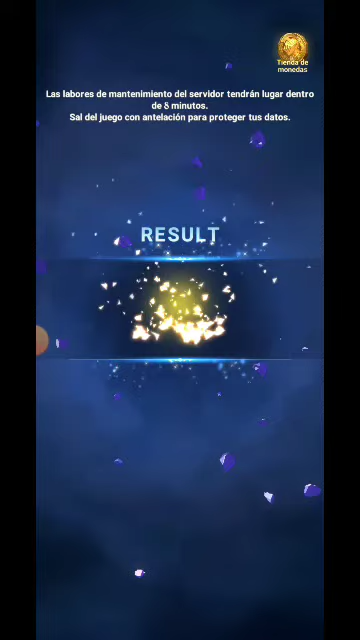 Tienda de
monedas
Las labores de mantenimiento del servidor tendrán lugar dentro
de 8 minutos.
Sal del juego con antelación para proteger tus datos.
RESULT